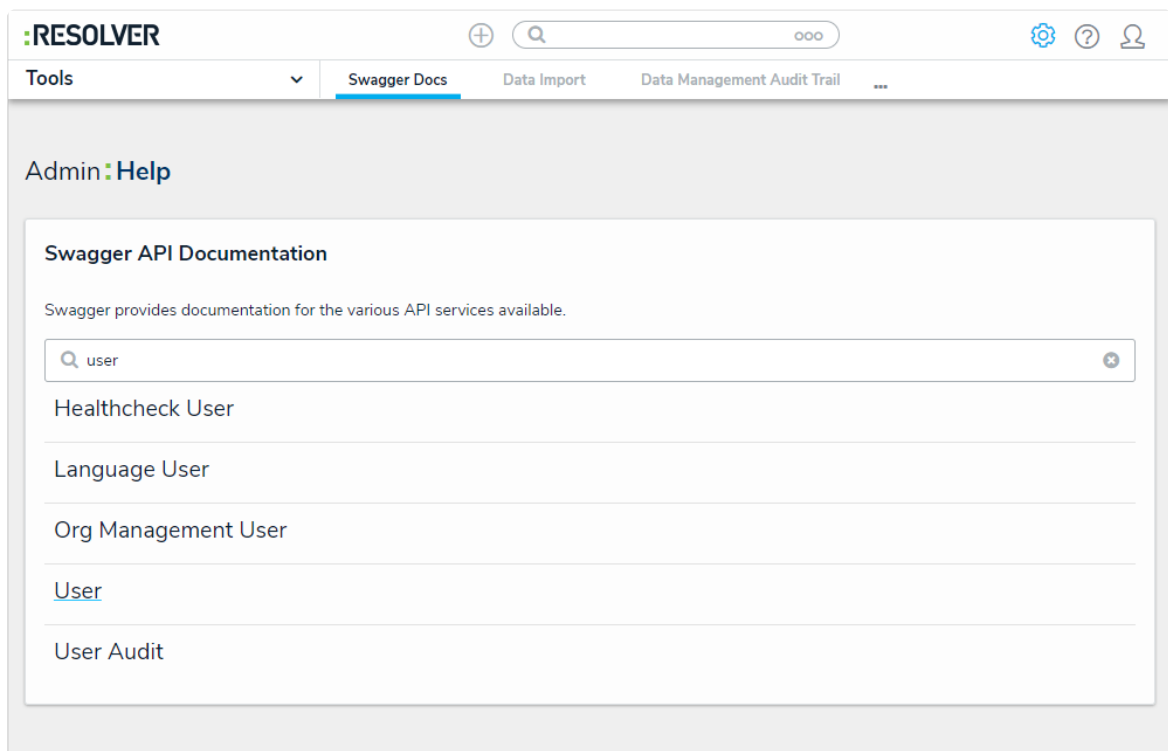 :RESOLVER
Tools
Swagger Docs
Data Import
Data Management Audit Trail
...
Admin:Help
Swagger API Documentation
Swagger provides documentation for the various API services available.
user
Healthcheck User
Language User
Org Management User
User
User Audit